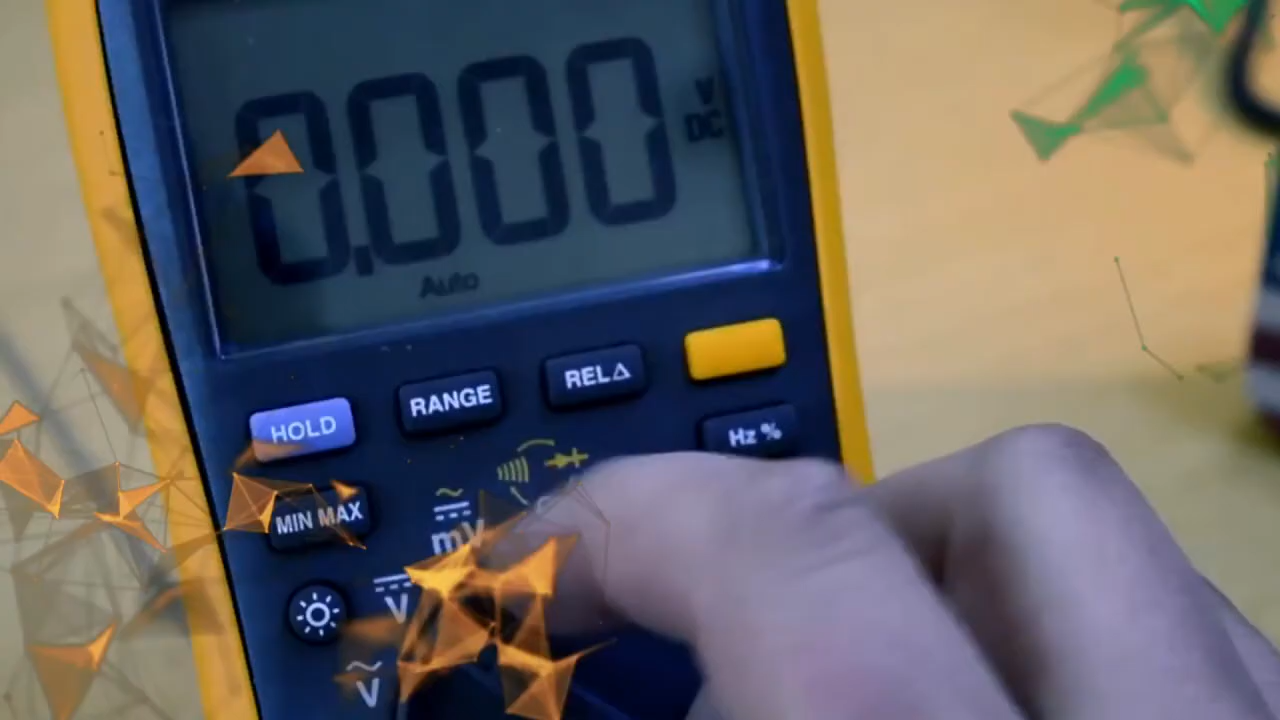 0.000
V
DC
Auto
HOLD
RANGE
RELΔ
Hz %
MIN MAX
mV
V
V